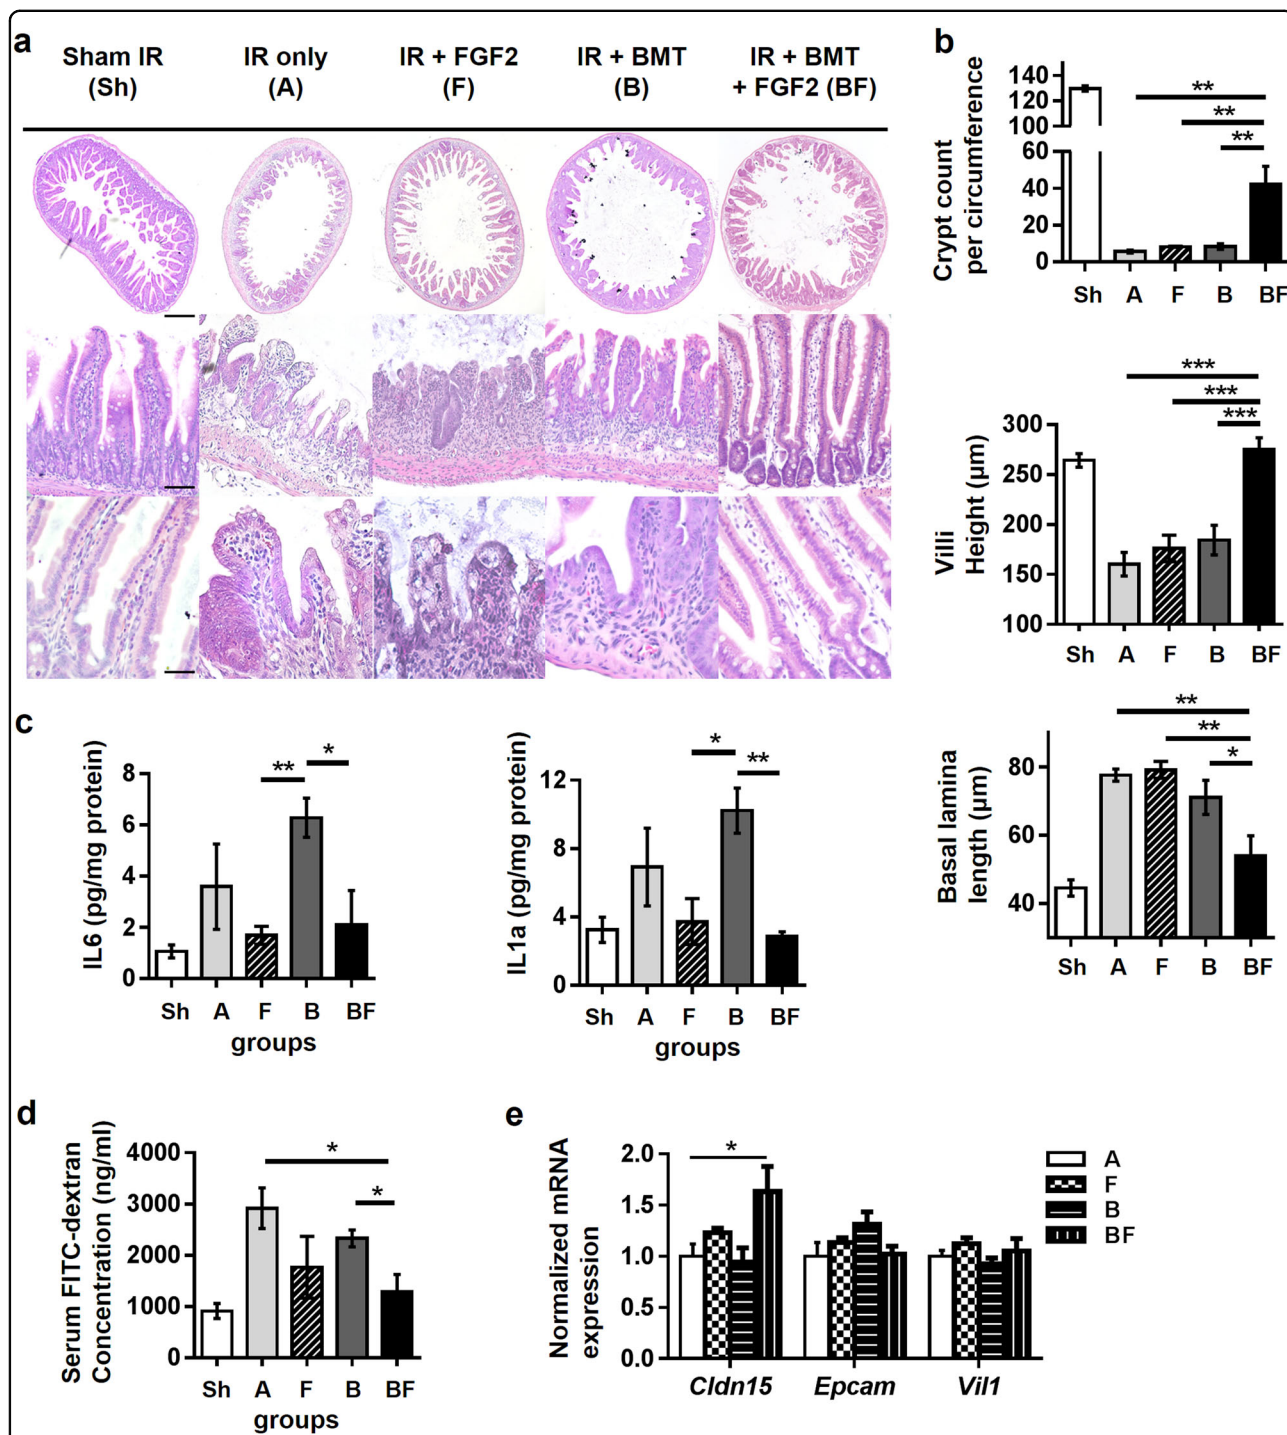 a
Sham IR
(Sh)
IR only
(A)
IR + FGF2
(F)
IR + BMT
(B)
IR + BMT
+ FGF2 (BF)
b
Crypt count
per circumference
140
120
100
60
40
20
0
**
**
**
Sh A F B BF
Villi
Height (µm)
300
250
200
150
100
***
***
***
Sh A F B BF
Basal lamina
length (µm)
80
60
40
**
**
*
Sh A F B BF
c
IL6 (pg/mg protein)
8
6
4
2
0
**
*
Sh A F B BF
groups
IL1a (pg/mg protein)
12
8
4
0
*
**
Sh A F B BF
groups
d
Serum FITC-dextran
Concentration (ng/ml)
4000
3000
2000
1000
0
*
*
Sh A F B BF
groups
e
Normalized mRNA
expression
2.0
1.5
1.0
0.5
0.0
*
Cldn15 Epcam Vil1
A
F
B
BF